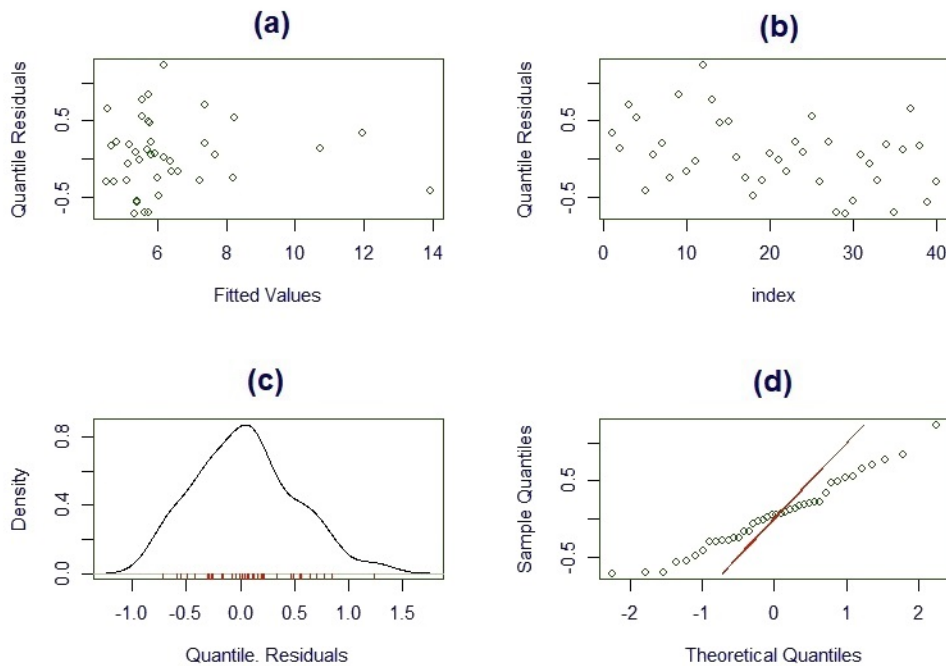 (a)
Quantile Residuals
0.5
-0.5
4
6
8
10
12
14
Fitted Values
(b)
Quantile Residuals
0.5
-0.5
0
10
20
30
40
index
(c)
Density
0.8
0.4
0.0
-1.0
-0.5
0.0
0.5
1.0
1.5
Quantile. Residuals
(d)
Sample Quantiles
0.5
-0.5
-2
-1
0
1
2
Theoretical Quantiles